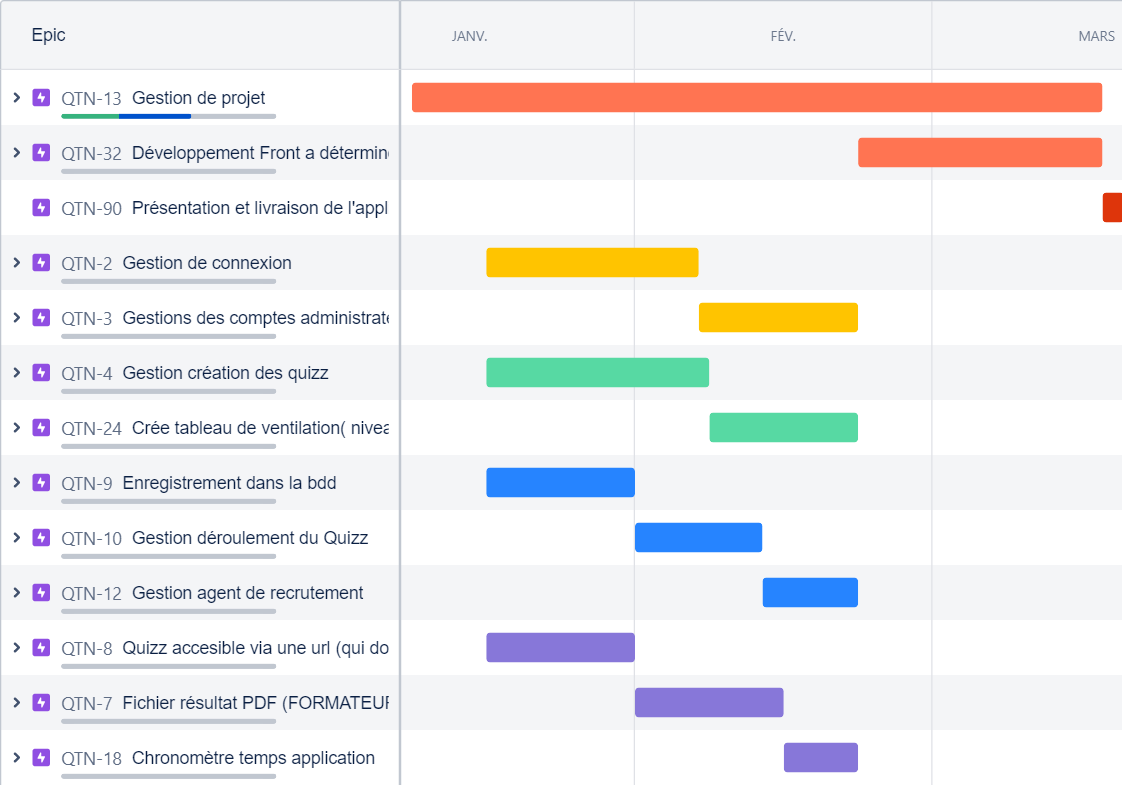 Epic JANV. FÉV. MARS
QTN-13 Gestion de projet
QTN-32 Développement Front a détermin
QTN-90 Présentation et livraison de l'appl
QTN-2 Gestion de connexion
QTN-3 Gestions des comptes administrate
QTN-4 Gestion création des quizz
QTN-24 Crée tableau de ventilation( nivea
QTN-9 Enregistrement dans la bdd
QTN-10 Gestion déroulement du Quizz
QTN-12 Gestion agent de recrutement
QTN-8 Quizz accesible via une url (qui do
QTN-7 Fichier résultat PDF (FORMATEUR
QTN-18 Chronomètre temps application